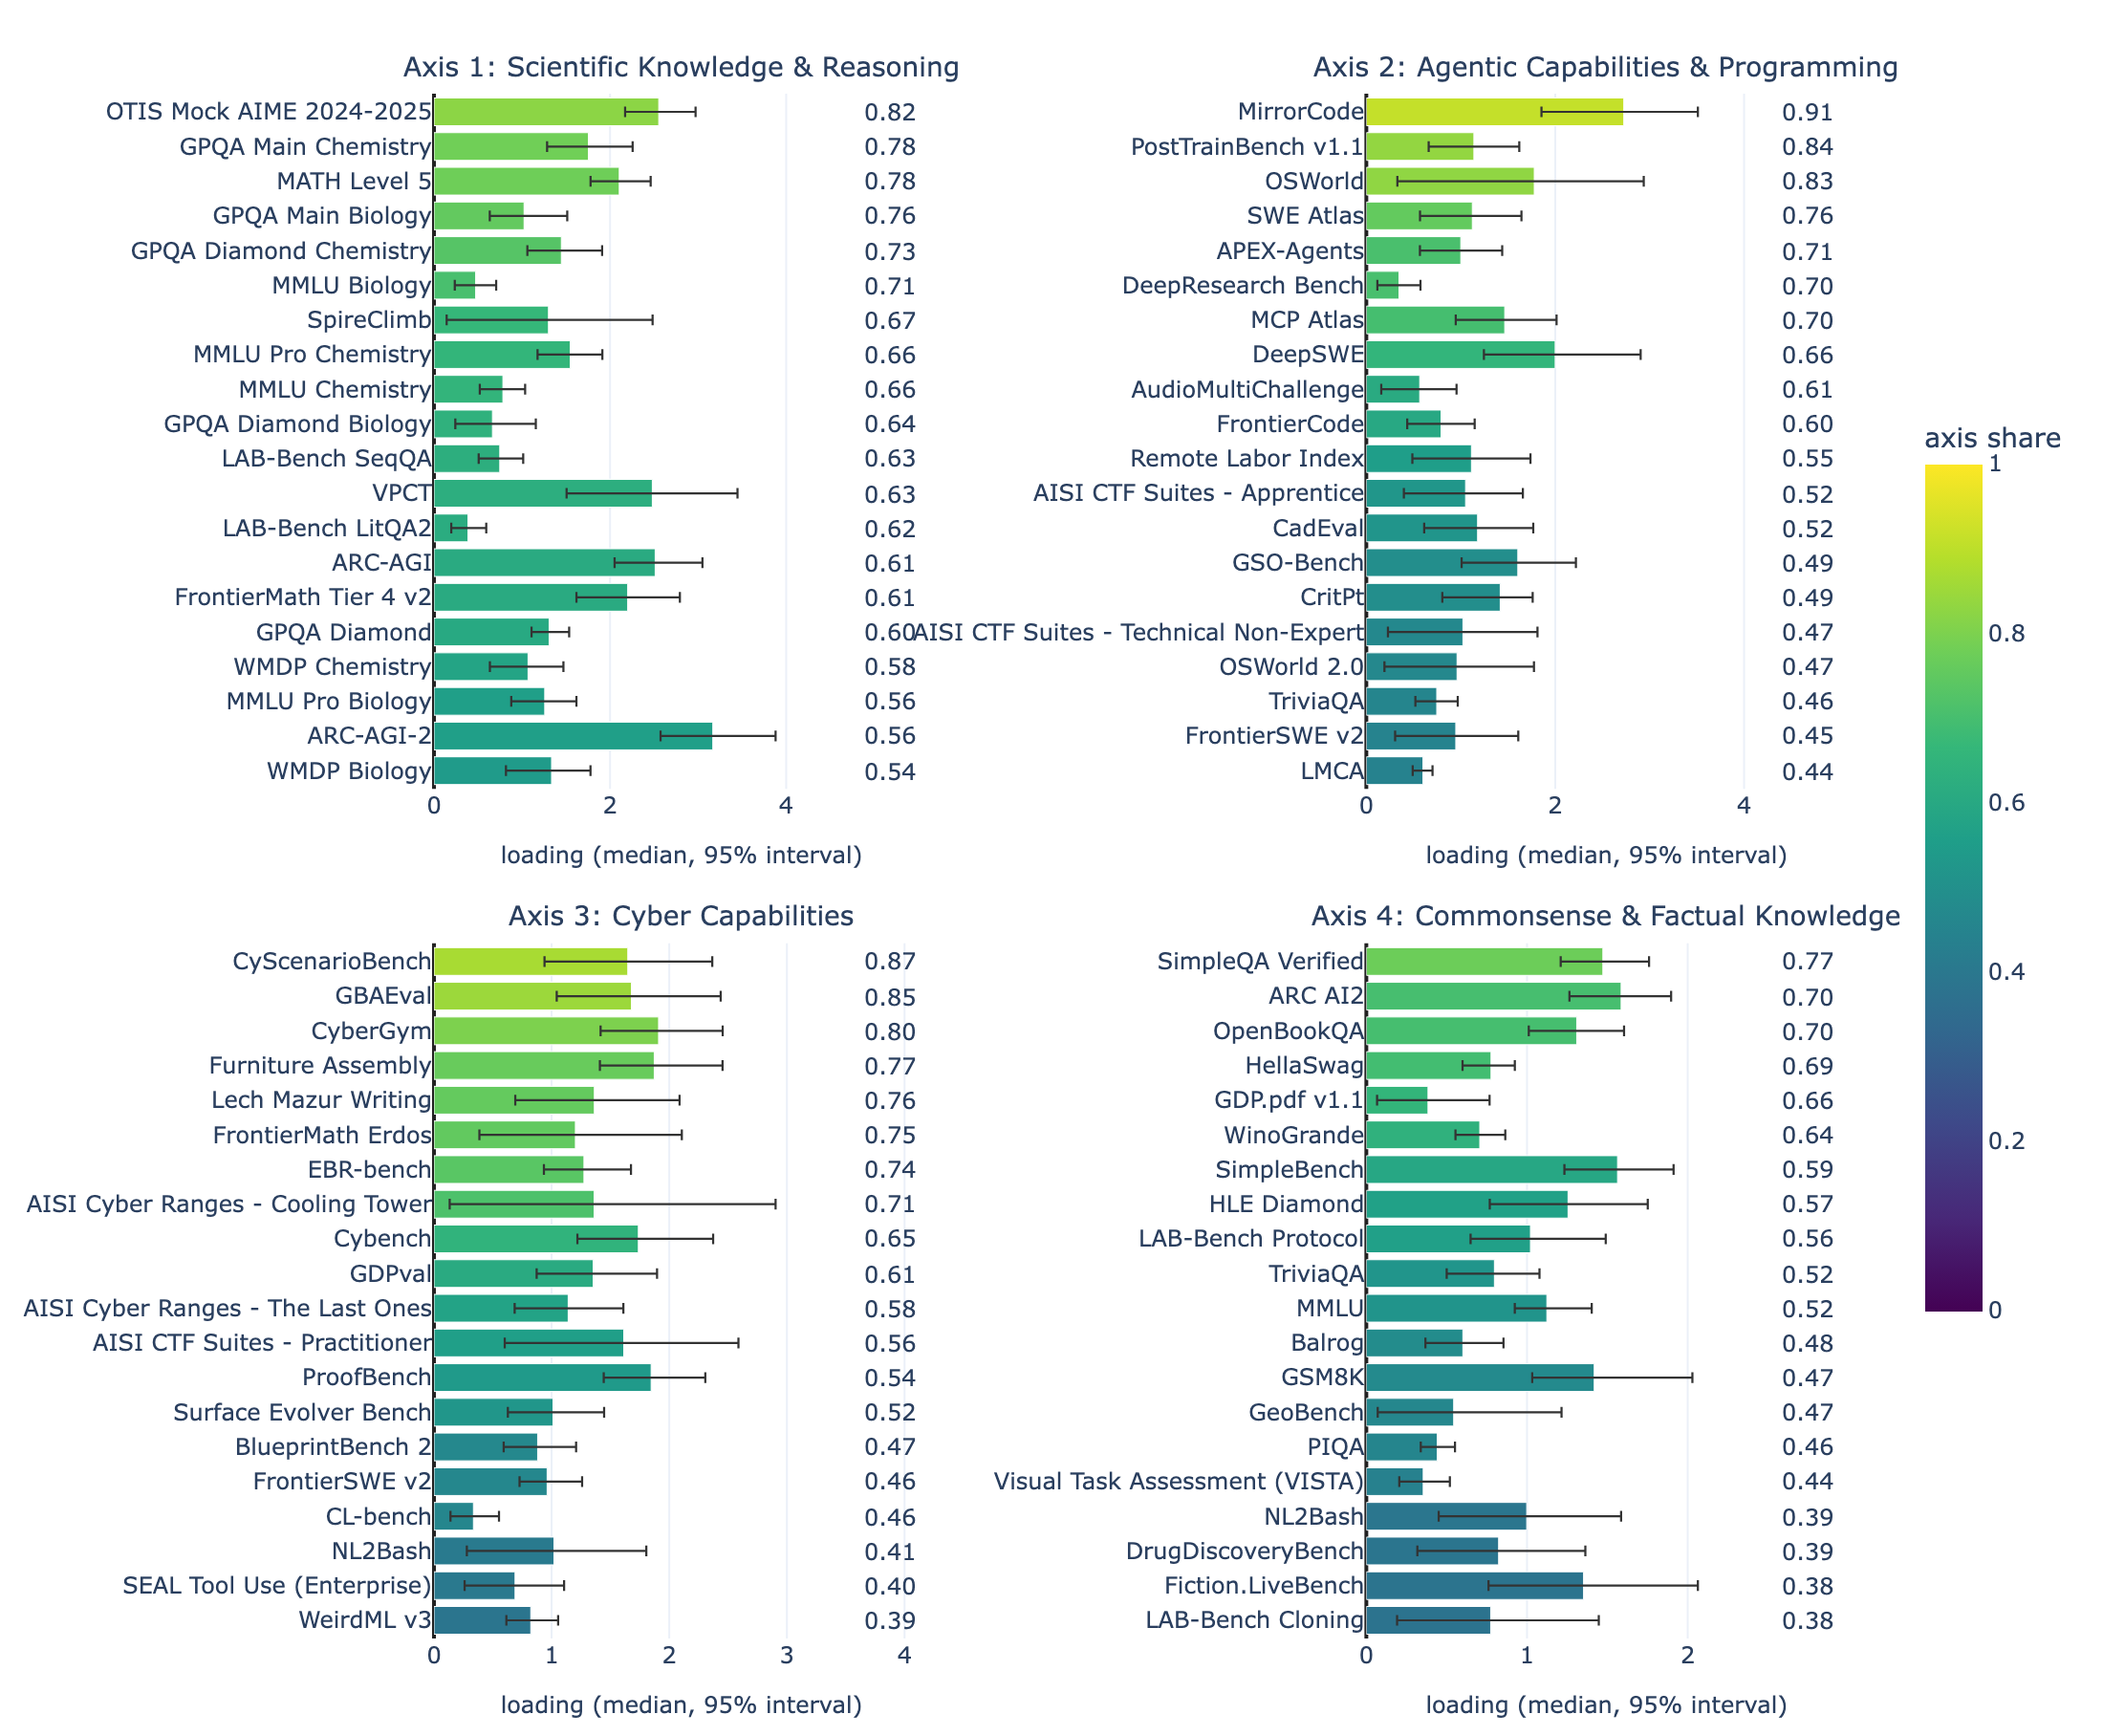 Axis 1: Scientific Knowledge & Reasoning
OTIS Mock AIME 2024-2025 0.82
GPQA Main Chemistry 0.78
MATH Level 5 0.78
GPQA Main Biology 0.76
GPQA Diamond Chemistry 0.73
MMLU Biology 0.71
SpireClimb 0.67
MMLU Pro Chemistry 0.66
MMLU Chemistry 0.66
GPQA Diamond Biology 0.64
LAB-Bench SeqQA 0.63
VPCT 0.63
LAB-Bench LitQA2 0.62
ARC-AGI 0.61
FrontierMath Tier 4 v2 0.61
GPQA Diamond 0.60
WMDP Chemistry 0.58
MMLU Pro Biology 0.56
ARC-AGI-2 0.56
WMDP Biology 0.54
0 2 4
loading (median, 95% interval)
Axis 2: Agentic Capabilities & Programming
MirrorCode 0.91
PostTrainBench v1.1 0.84
OSWorld 0.83
SWE Atlas 0.76
APEX-Agents 0.71
DeepResearch Bench 0.70
MCP Atlas 0.70
DeepSWE 0.66
AudioMultiChallenge 0.61
FrontierCode 0.60
Remote Labor Index 0.55
AISI CTF Suites - Apprentice 0.52
CadEval 0.52
GSO-Bench 0.49
CritPt 0.49
AISI CTF Suites - Technical Non-Expert 0.47
OSWorld 2.0 0.47
TriviaQA 0.46
FrontierSWE v2 0.45
LMCA 0.44
0 2 4
loading (median, 95% interval)
Axis 3: Cyber Capabilities
CyScenarioBench 0.87
GBAEval 0.85
CyberGym 0.80
Furniture Assembly 0.77
Lech Mazur Writing 0.76
FrontierMath Erdos 0.75
EBR-bench 0.74
AISI Cyber Ranges - Cooling Tower 0.71
Cybench 0.65
GDPval 0.61
AISI Cyber Ranges - The Last Ones 0.58
AISI CTF Suites - Practitioner 0.56
ProofBench 0.54
Surface Evolver Bench 0.52
BlueprintBench 2 0.47
FrontierSWE v2 0.46
CL-bench 0.46
NL2Bash 0.41
SEAL Tool Use (Enterprise) 0.40
WeirdML v3 0.39
0 1 2 3 4
loading (median, 95% interval)
Axis 4: Commonsense & Factual Knowledge
SimpleQA Verified 0.77
ARC AI2 0.70
OpenBookQA 0.70
HellaSwag 0.69
GDP.pdf v1.1 0.66
WinoGrande 0.64
SimpleBench 0.59
HLE Diamond 0.57
LAB-Bench Protocol 0.56
TriviaQA 0.52
MMLU 0.52
Balrog 0.48
GSM8K 0.47
GeoBench 0.47
PIQA 0.46
Visual Task Assessment (VISTA) 0.44
NL2Bash 0.39
DrugDiscoveryBench 0.39
Fiction.LiveBench 0.38
LAB-Bench Cloning 0.38
0 1 2
loading (median, 95% interval)
axis share
1
0.8
0.6
0.4
0.2
0